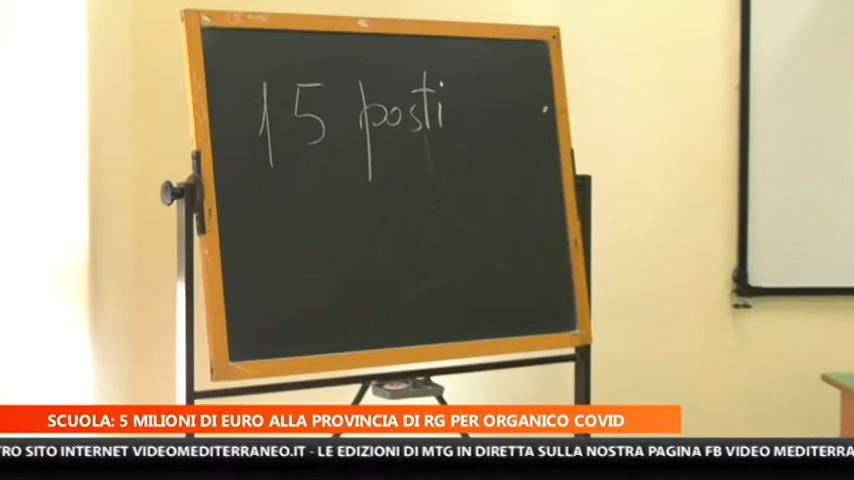 15 posti
SCUOLA: 5 MILIONI DI EURO ALLA PROVINCIA DI RG PER ORGANICO COVID
TRO SITO INTERNET VIDEOMEDITERRANEO.IT - LE EDIZIONI DI MTG IN DIRETTA SULLA NOSTRA PAGINA FB VIDEO MEDITERRA